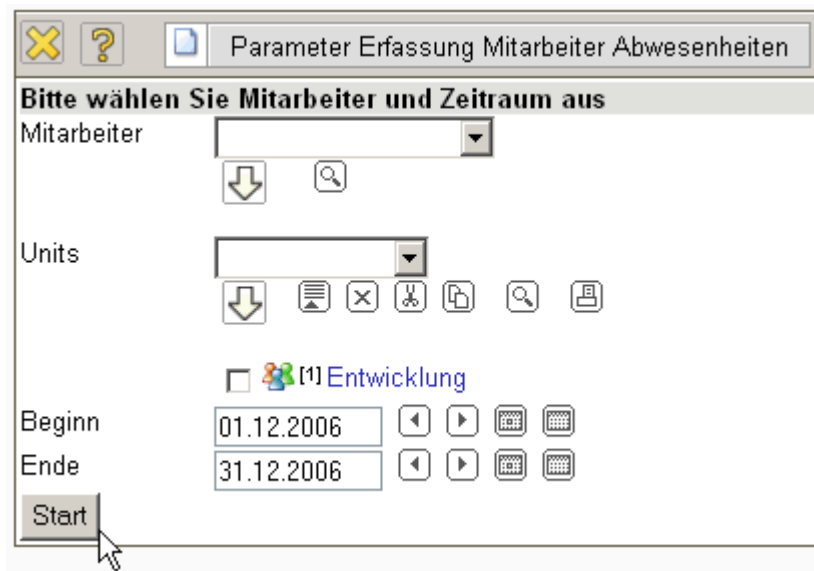 Parameter Erfassung Mitarbeiter Abwesenheiten
Bitte wählen Sie Mitarbeiter und Zeitraum aus
Mitarbeiter
Units
[1] Entwicklung
Beginn 01.12.2006
Ende 31.12.2006
Start